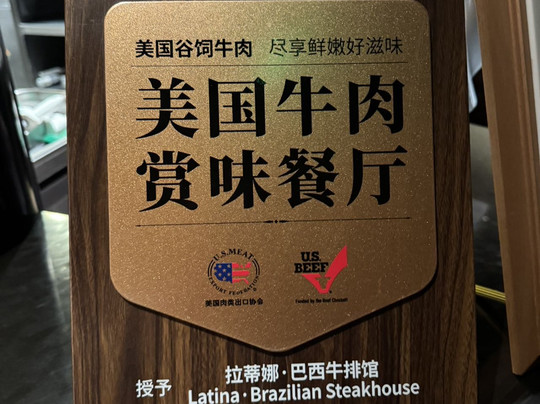 美国谷饲牛肉 尽享鲜嫩好滋味
美国牛肉
赏味餐厅
U.S. MEAT
EXPORT FEDERATION
美国肉类出口协会
U.S.
BEEF
Funded by the Beef Checkoff
授予
拉蒂娜·巴西牛排馆
Latina·Brazilian Steakhouse